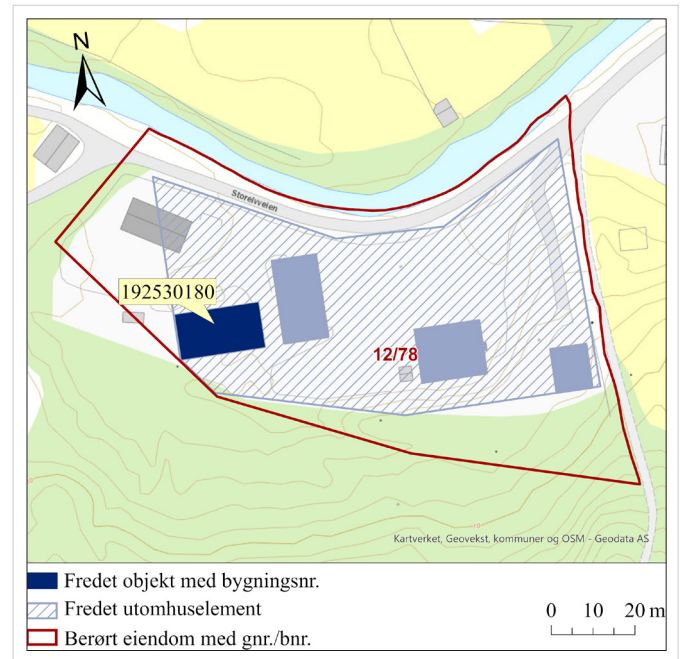 N
Storelvveien
192530180
12/78
Kartverket, Geovekst, kommuner og OSM - Geodata AS
Fredet objekt med bygningsnr.
Fredet utomhuselement
Berørt eiendom med gnr./bnr.
0 10 20 m